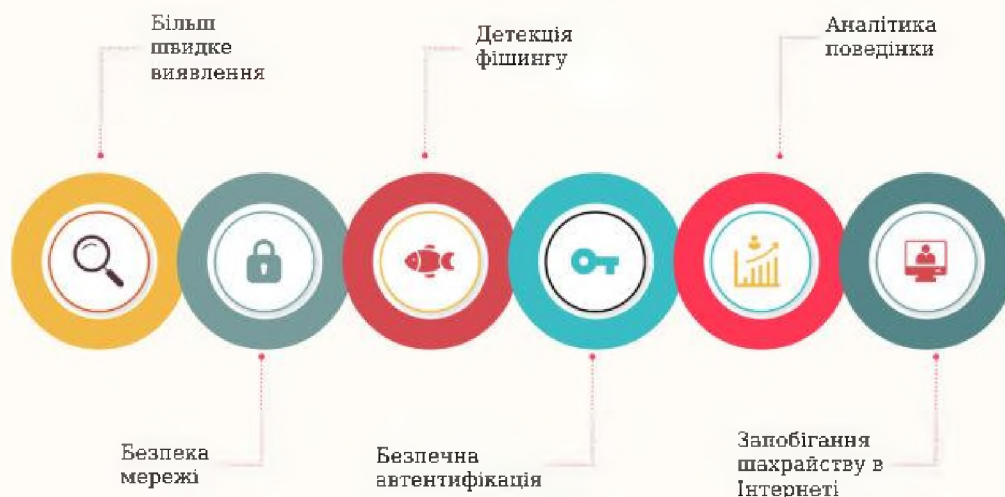 Більш
швидке
виявлення
Детекція
фішингу
Аналітика
поведінки
Безпека
мережі
Безпечна
автентифікація
Запобігання
шахрайству в
Інтернеті